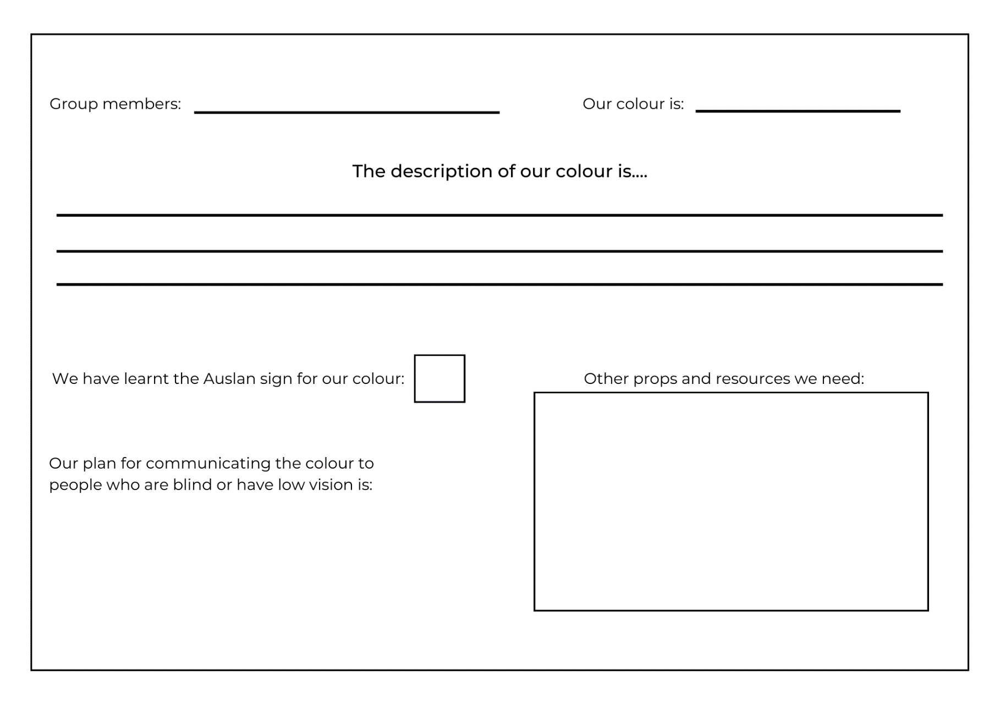 Group members:
Our colour is:
The description of our colour is....
We have learnt the Auslan sign for our colour:
Other props and resources we need:
Our plan for communicating the colour to
people who are blind or have low vision is: